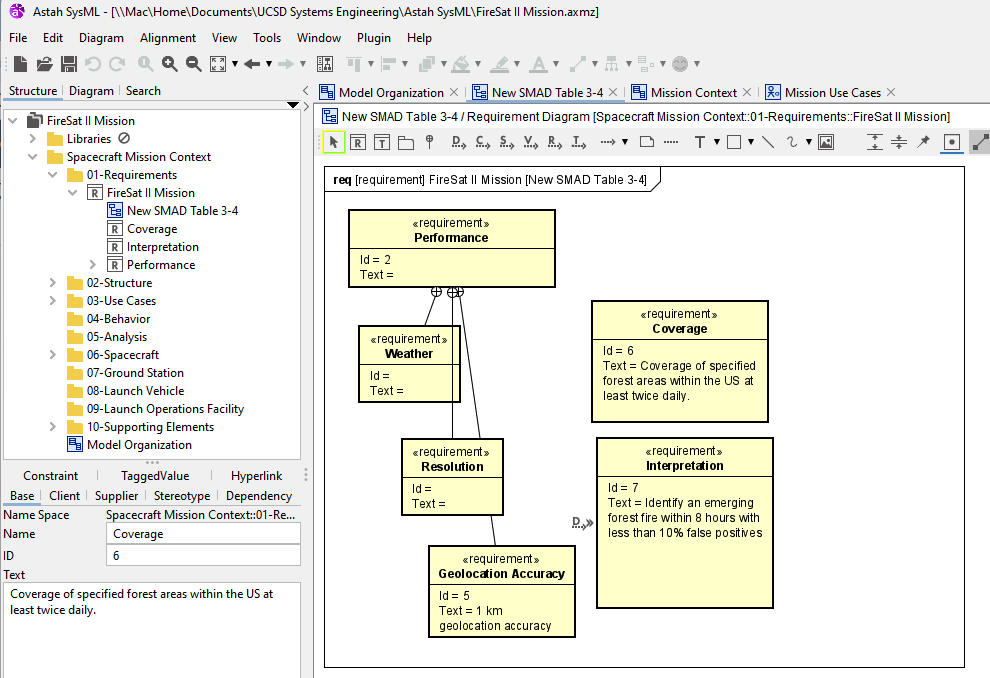 Astah SysML - [\\Mac\Home\Documents\UCSD Systems Engineering\Astah SysML\FireSat II Mission.axmz]
File Edit Diagram Alignment View Tools Window Plugin Help
Structure Diagram Search
Model Organization New SMAD Table 3-4 Mission Context Mission Use Cases
New SMAD Table 3-4 / Requirement Diagram [Spacecraft Mission Context::01-Requirements::FireSat II Mission]
FireSat II Mission
Libraries
Spacecraft Mission Context
01-Requirements
R FireSat II Mission
New SMAD Table 3-4
R Coverage
R Interpretation
R Performance
02-Structure
03-Use Cases
04-Behavior
05-Analysis
06-Spacecraft
07-Ground Station
08-Launch Vehicle
09-Launch Operations Facility
10-Supporting Elements
Model Organization
Constraint TaggedValue Hyperlink
Base Client Supplier Stereotype Dependency
Name Space Spacecraft Mission Context::01-Re...
Name Coverage
ID 6
Text
Coverage of specified forest areas within the US at
least twice daily.
R T D C S V R T T
req [requirement] FireSat II Mission [New SMAD Table 3-4]
«requirement»
Performance
Id = 2
Text =
«requirement»
Weather
Id =
Text =
«requirement»
Resolution
Id =
Text =
«requirement»
Geolocation Accuracy
Id = 5
Text = 1 km
geolocation accuracy
«requirement»
Coverage
Id = 6
Text = Coverage of specified
forest areas within the US at
least twice daily.
«requirement»
Interpretation
Id = 7
Text = Identify an emerging
forest fire within 8 hours with
less than 10% false positives
D